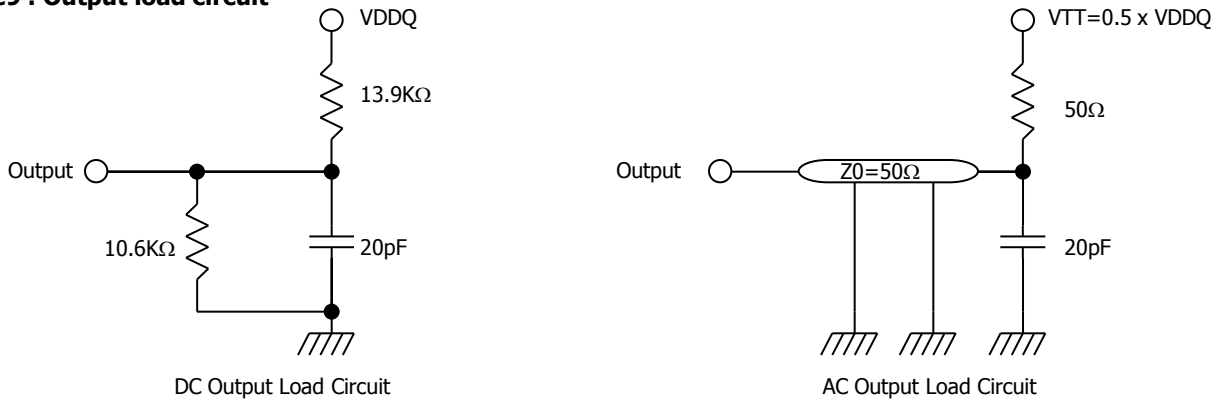 : Output load circuit
VDDQ
13.9KΩ
Output
10.6KΩ
20pF
DC Output Load Circuit
VTT=0.5 x VDDQ
50Ω
Output
Z0=50Ω
20pF
AC Output Load Circuit